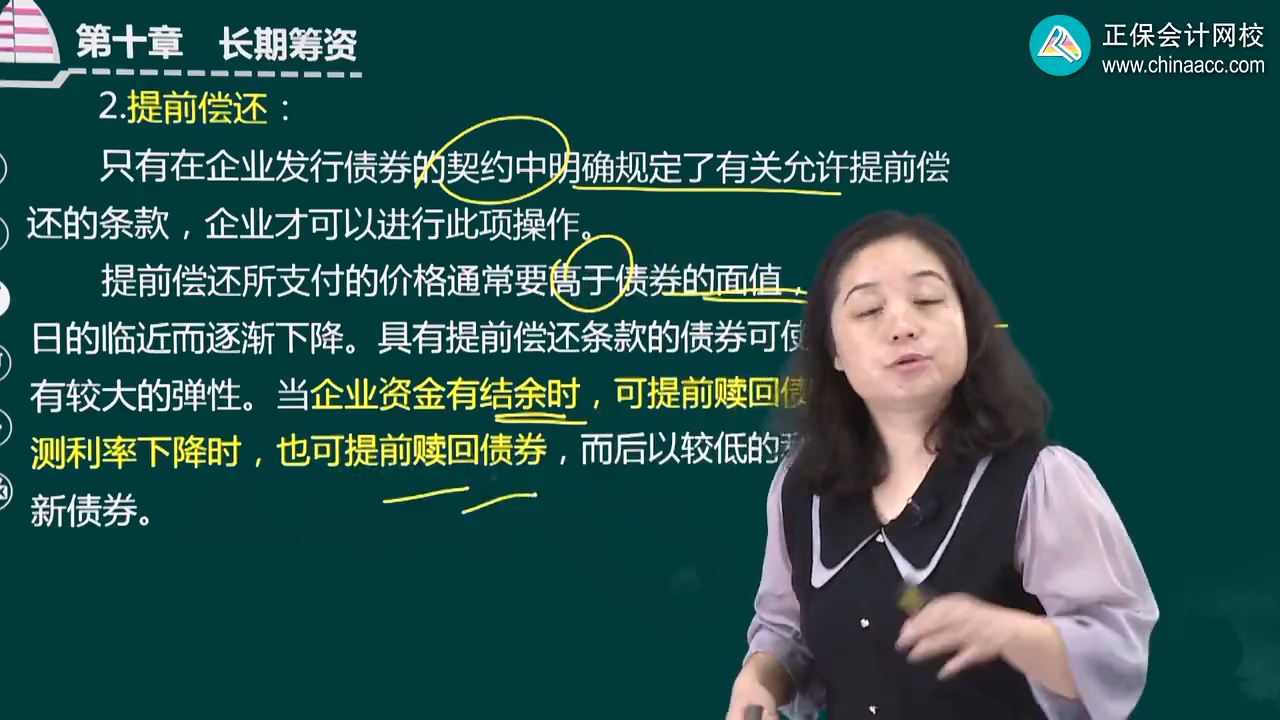 第十章 长期筹资
正保会计网校
www.chinaacc.com
2.提前偿还：
只有在企业发行债券的契约中明确规定了有关允许提前偿
还的条款，企业才可以进行此项操作。
提前偿还所支付的价格通常要高于债券的面值，
日的临近而逐渐下降。具有提前偿还条款的债券可使
有较大的弹性。当企业资金有结余时，可提前赎回债
测利率下降时，也可提前赎回债券，而后以较低的
新债券。